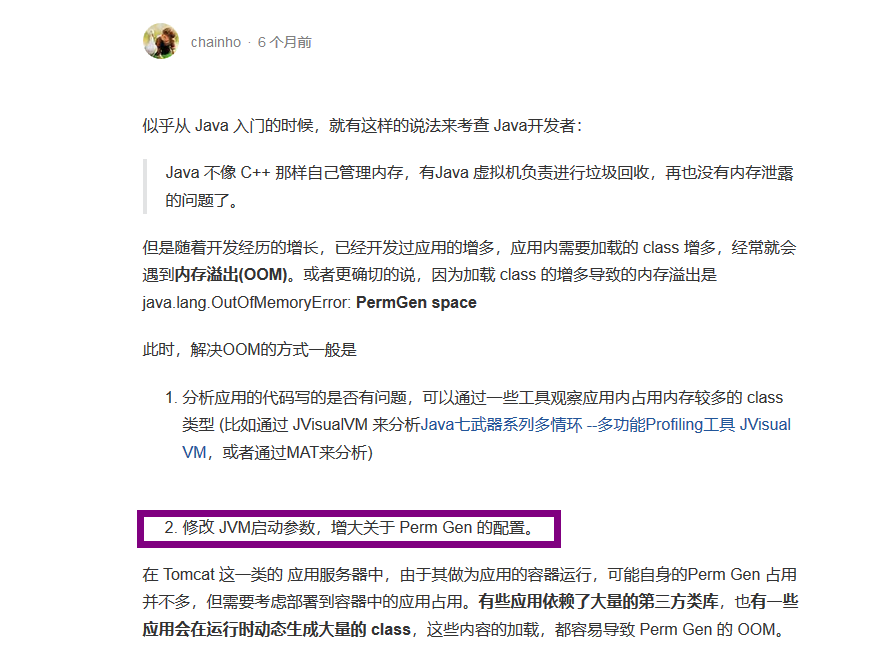 chainho · 6 个月前
似乎从 Java 入门的时候，就有这样的说法来考查 Java开发者：
Java 不像 C++ 那样自己管理内存，有Java 虚拟机负责进行垃圾回收，再也没有内存泄露
的问题了。
但是随着开发经历的增长，已经开发过应用的增多，应用内需要加载的 class 增多，经常就会
遇到内存溢出(OOM)。或者更确切的说，因为加载 class 的增多导致的内存溢出是
java.lang.OutOfMemoryError: PermGen space
此时，解决OOM的方式一般是
1. 分析应用的代码写的是否有问题，可以通过一些工具观察应用内占用内存较多的 class
类型 (比如通过 JVisualVM 来分析Java七武器系列多情环 --多功能Profiling工具 JVisual
VM，或者通过MAT来分析)
2. 修改 JVM启动参数，增大关于 Perm Gen 的配置。
在 Tomcat 这一类的 应用服务器中，由于其做为应用的容器运行，可能自身的Perm Gen 占用
并不多，但需要考虑部署到容器中的应用占用。有些应用依赖了大量的第三方类库，也有一些
应用会在运行时动态生成大量的 class，这些内容的加载，都容易导致 Perm Gen 的 OOM。